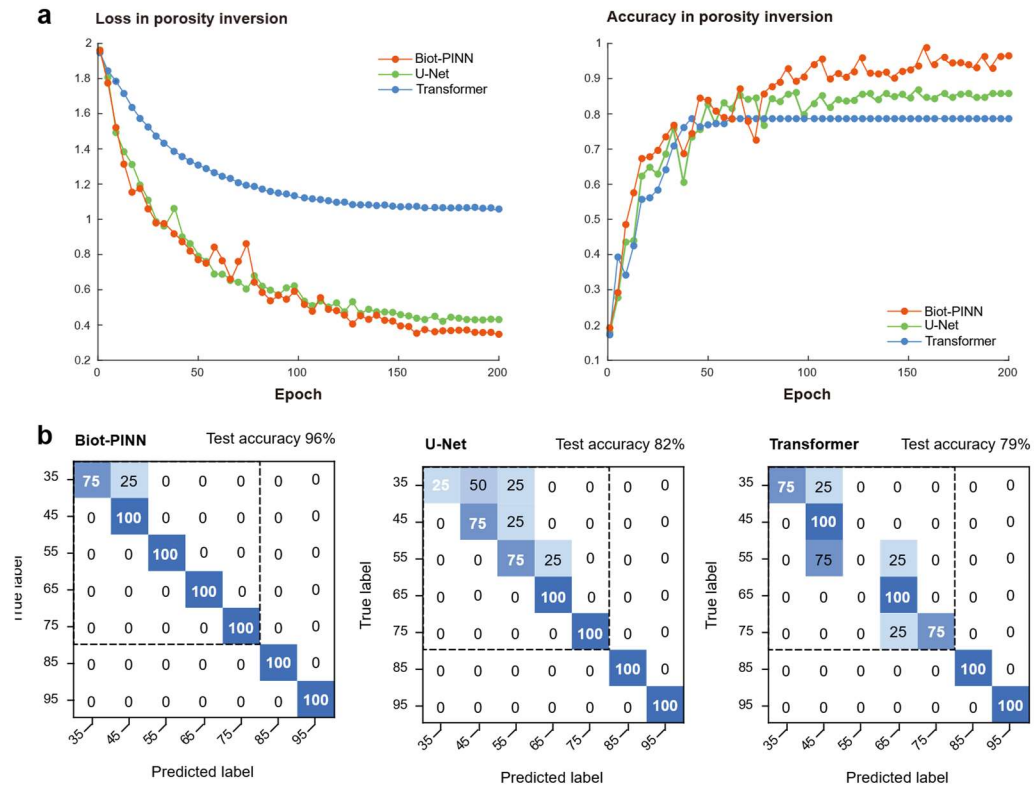 a
Loss in porosity inversion
2
1.8
1.6
1.4
1.2
1
0.8
0.6
0.4
0.2
0
50
100
150
200
Epoch
Biot-PINN
U-Net
Transformer
Accuracy in porosity inversion
1
0.9
0.8
0.7
0.6
0.5
0.4
0.3
0.2
0.1
0
50
100
150
200
Epoch
Biot-PINN
U-Net
Transformer
b
Biot-PINN
Test accuracy 96%
True label
35 75 25 0 0 0 0 0
45 0 100 0 0 0 0 0
55 0 0 100 0 0 0 0
65 0 0 0 100 0 0 0
75 0 0 0 0 100 0 0
85 0 0 0 0 0 100 0
95 0 0 0 0 0 0 100
35 45 55 65 75 85 95
Predicted label
U-Net
Test accuracy 82%
True label
35 25 50 25 0 0 0 0
45 0 75 25 0 0 0 0
55 0 0 75 25 0 0 0
65 0 0 0 100 0 0 0
75 0 0 0 0 100 0 0
85 0 0 0 0 0 100 0
95 0 0 0 0 0 0 100
35 45 55 65 75 85 95
Predicted label
Transformer
Test accuracy 79%
True label
35 75 25 0 0 0 0 0
45 0 100 0 0 0 0 0
55 0 75 0 25 0 0 0
65 0 0 0 100 0 0 0
75 0 0 0 25 75 0 0
85 0 0 0 0 0 100 0
95 0 0 0 0 0 0 100
35 45 55 65 75 85 95
Predicted label